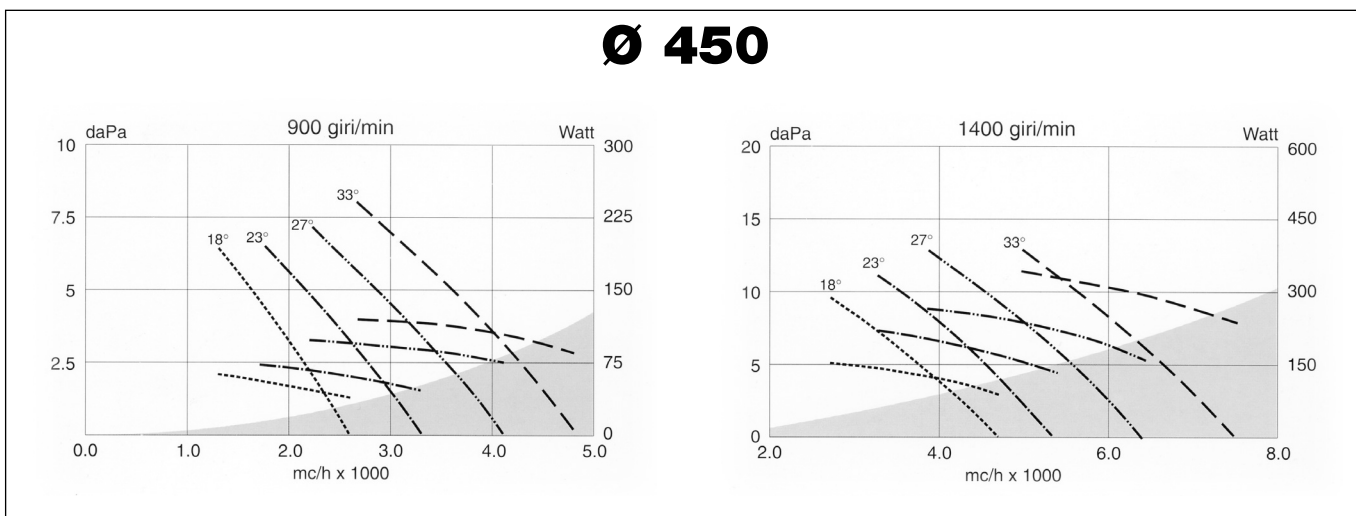 Ø 450
daPa 900 giri/min Watt
10 300
7.5 225
5 150
2.5 75
0
18° 23° 27° 33°
0.0 1.0 2.0 3.0 4.0 5.0
mc/h x 1000
daPa 1400 giri/min Watt
20 600
15 450
10 300
5 150
0
18° 23° 27° 33°
2.0 4.0 6.0 8.0
mc/h x 1000